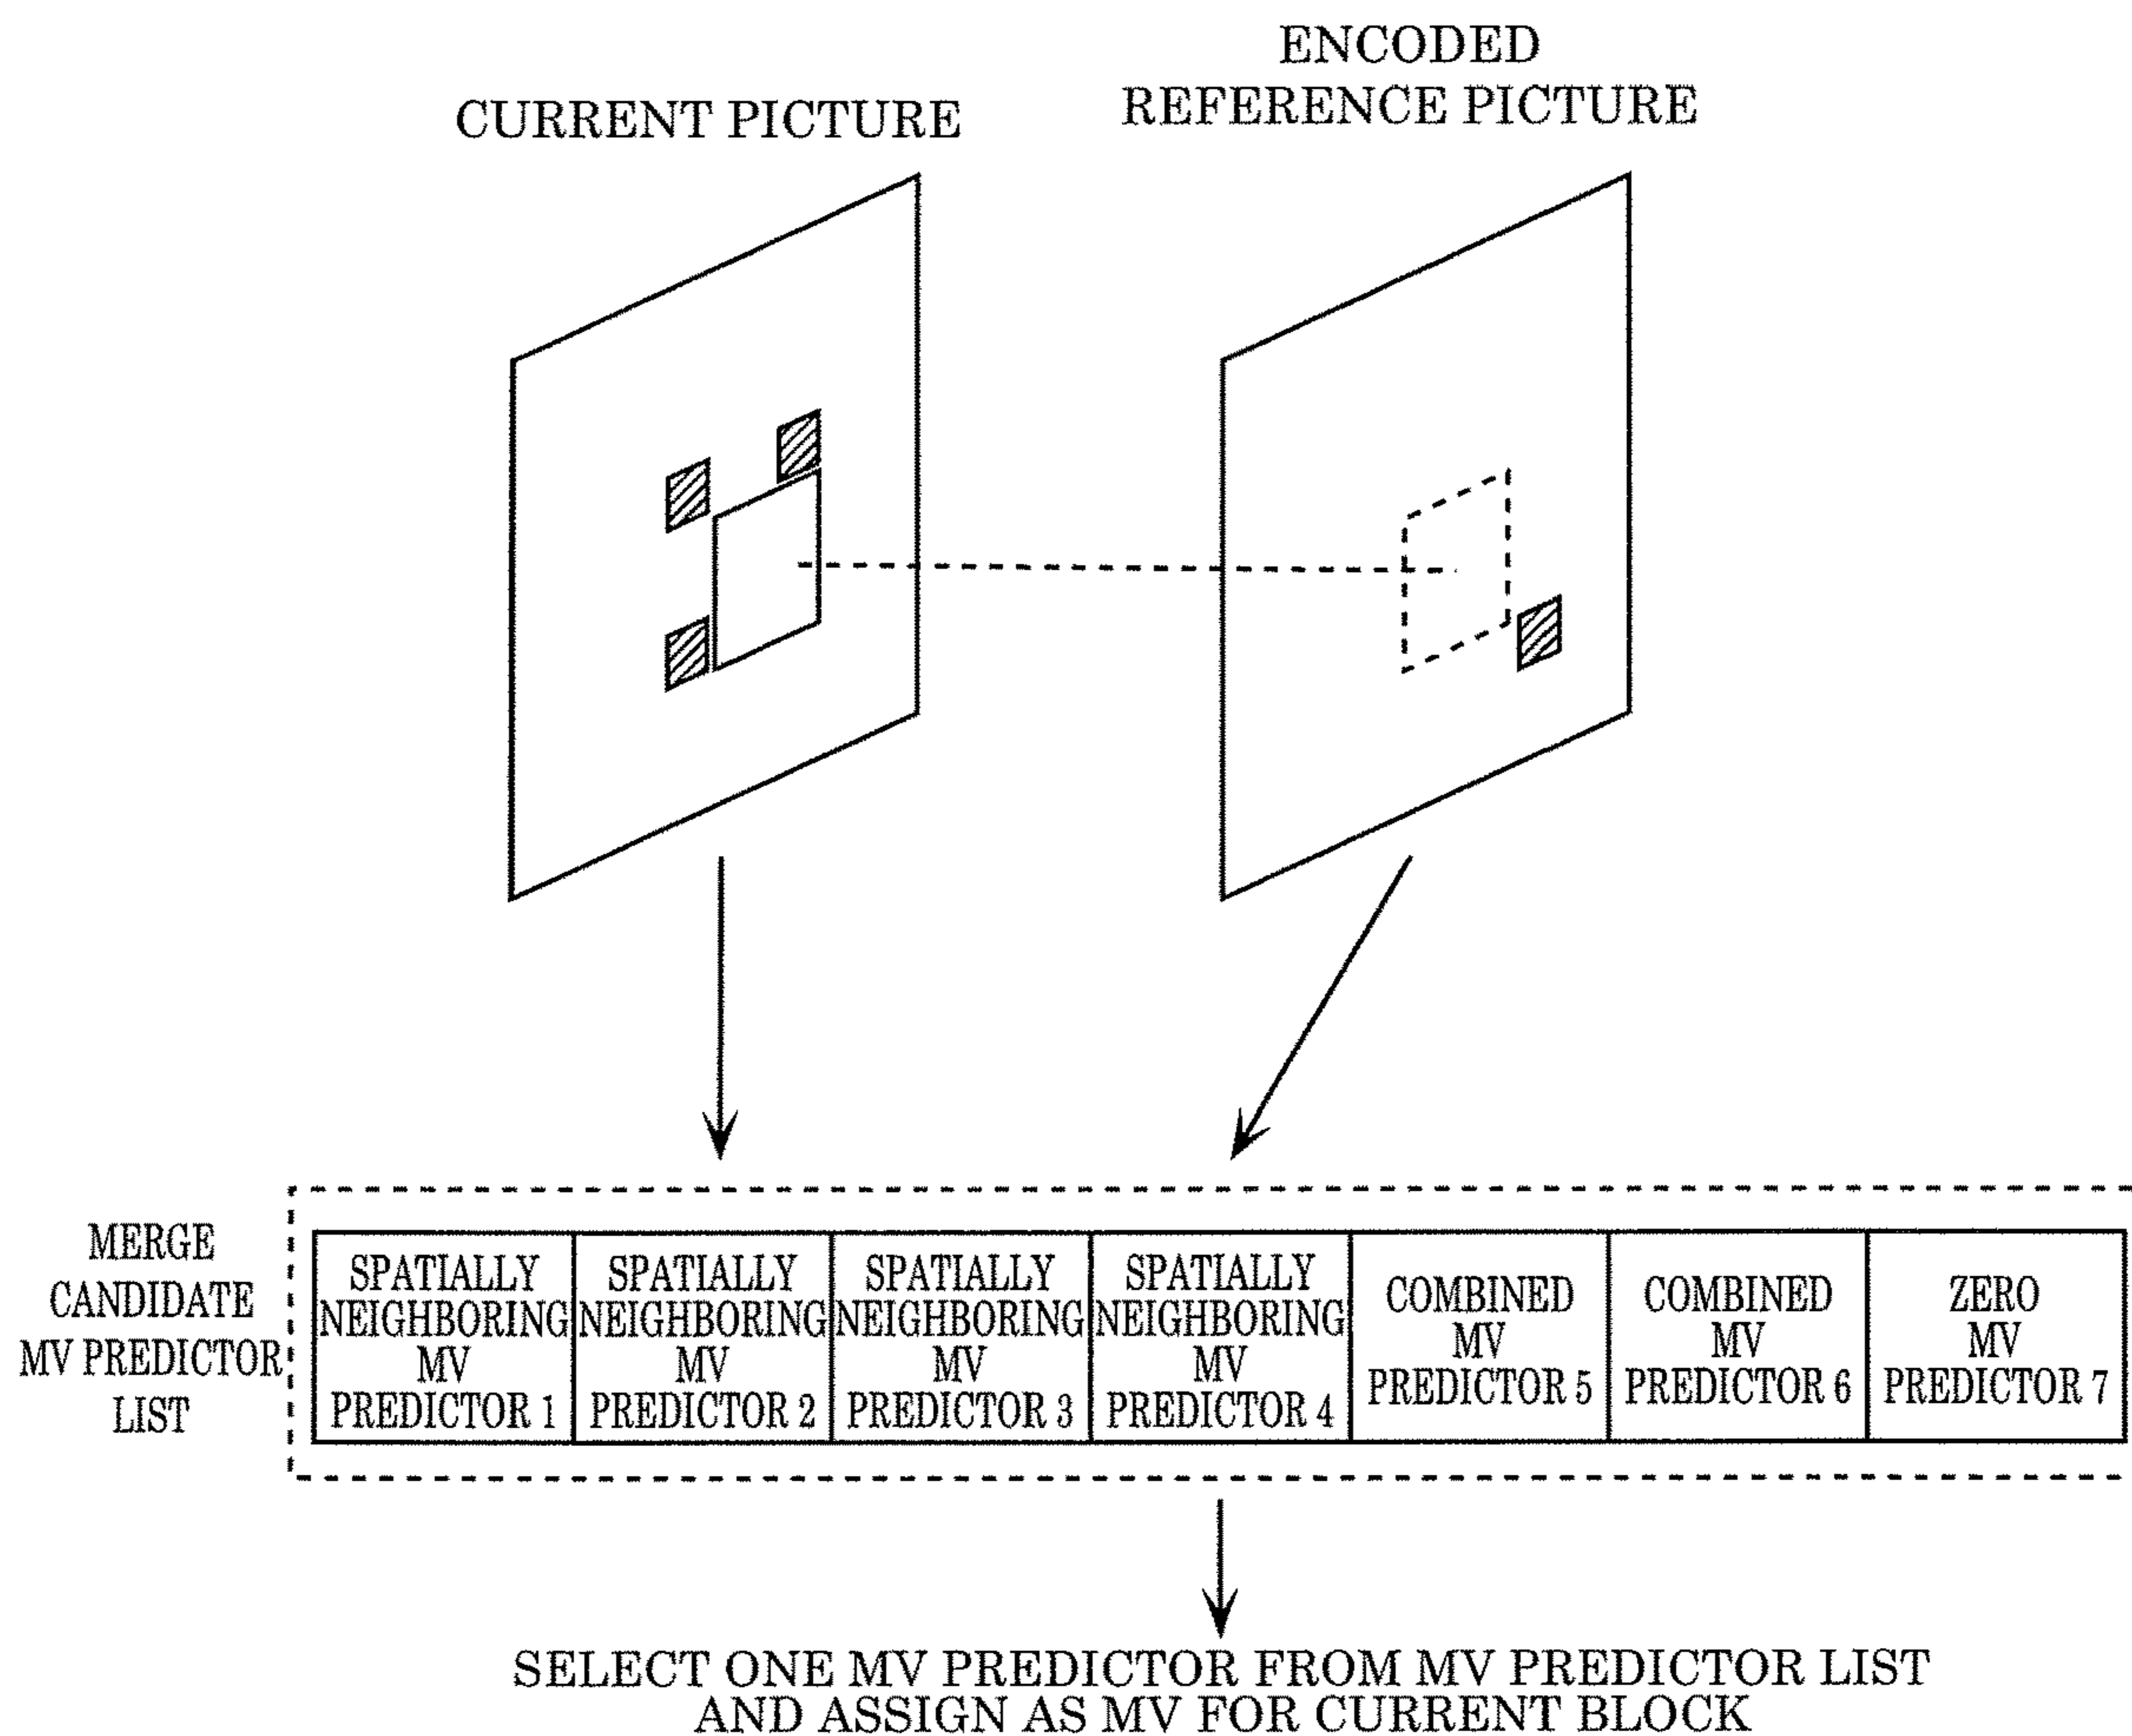 ENCODED
REFERENCE PICTURE
CURRENT PICTURE
MERGE
CANDIDATE
MV PREDICTOR
LIST
SPATIALLY
NEIGHBORING
MV
PREDICTOR 1
SPATIALLY
NEIGHBORING
MV
PREDICTOR 2
SPATIALLY
NEIGHBORING
MV
PREDICTOR 3
SPATIALLY
NEIGHBORING
MV
PREDICTOR 4
COMBINED
MV
PREDICTOR 5
COMBINED
MV
PREDICTOR 6
ZERO
MV
PREDICTOR 7
SELECT ONE MV PREDICTOR FROM MV PREDICTOR LIST
AND ASSIGN AS MV FOR CURRENT BLOCK